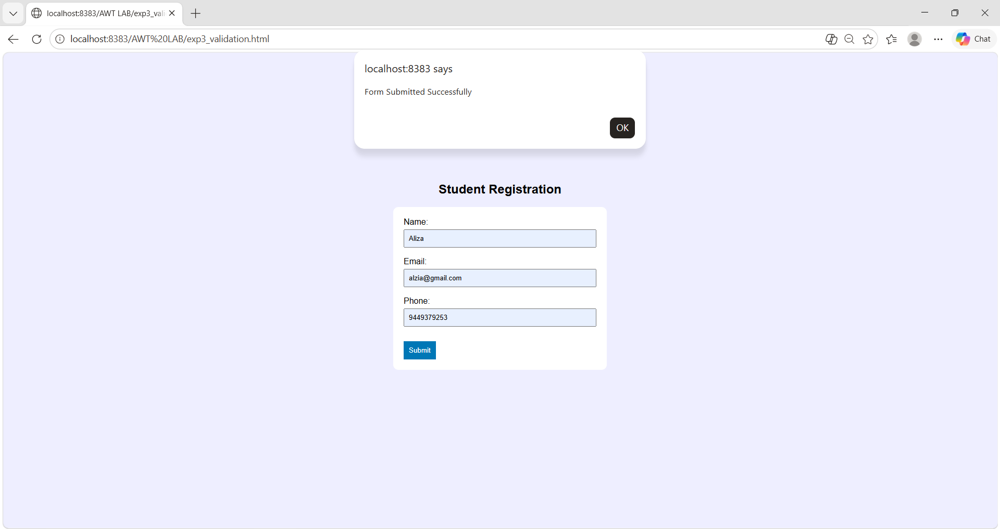 localhost:8383/AWT LAB/exp3_vali
localhost:8383/AWT%20LAB/exp3_validation.html
Chat
localhost:8383 says
Form Submitted Successfully
OK
Student Registration
Name:
Aliza
Email:
alzia@gmail.com
Phone:
9449379253
Submit